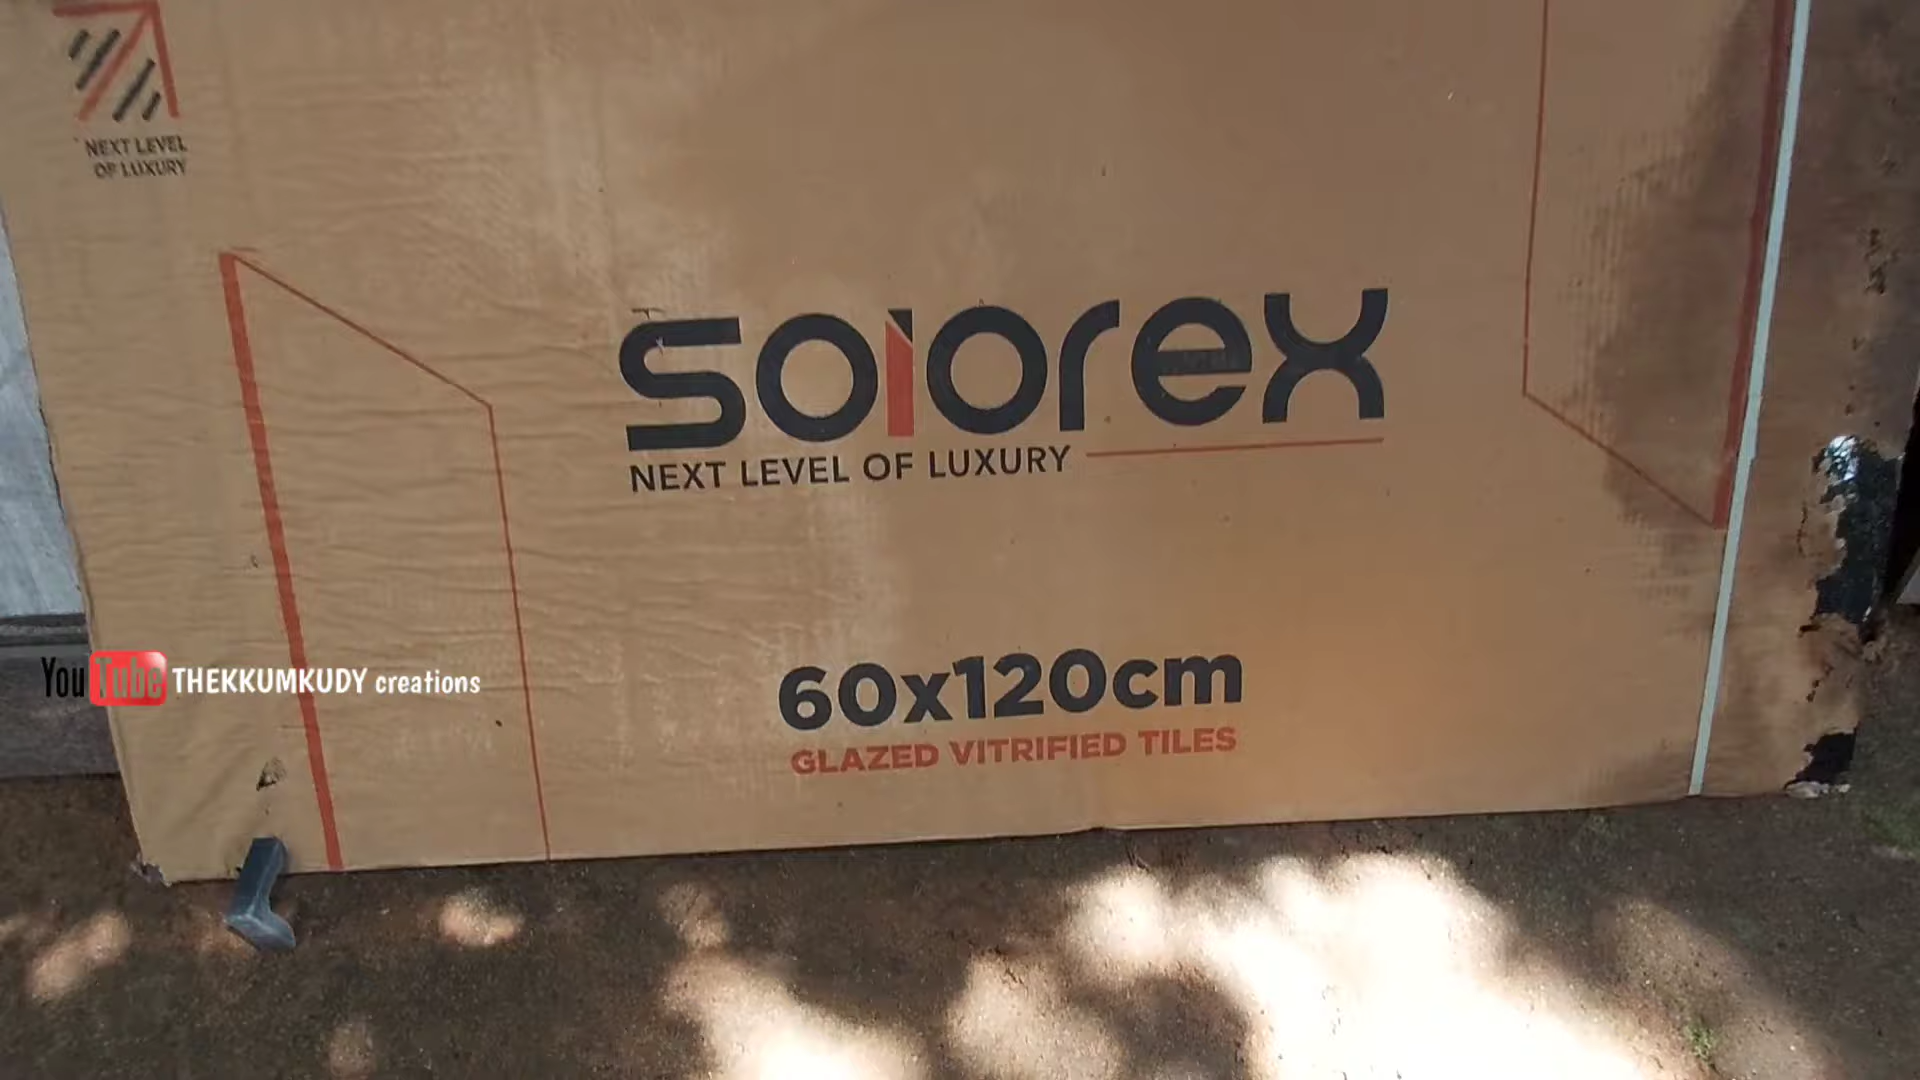 NEXT LEVEL
OF LUXURY
soiorex
NEXT LEVEL OF LUXURY
60x120cm
GLAZED VITRIFIED TILES
YouTube THEKKUMKUDY creations